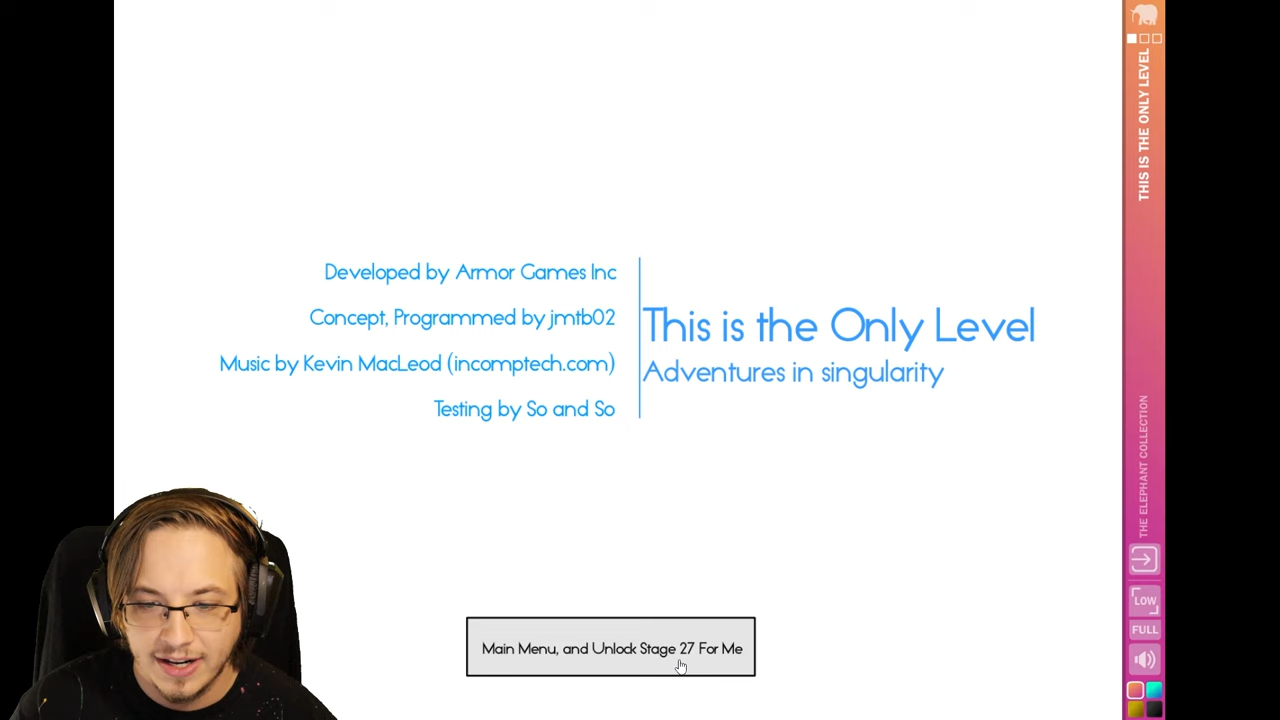 Developed by Armor Games Inc
Concept, Programmed by jmtb02
Music by Kevin MacLeod (incomptech.com)
Testing by So and So
This is the Only Level
Adventures in singularity
Main Menu, and Unlock Stage 27 For Me
THIS IS THE ONLY LEVEL
THE ELEPHANT COLLECTION
LOW
FULL